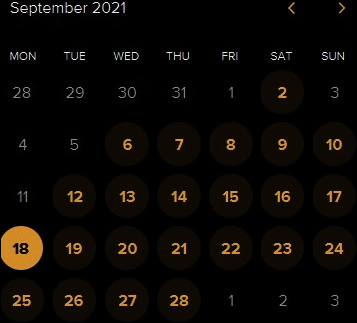 September 2021
MON TUE WED THU FRI SAT SUN
28 29 30 31 1 2 3
4 5 6 7 8 9 10
11 12 13 14 15 16 17
18 19 20 21 22 23 24
25 26 27 28 1 2 3